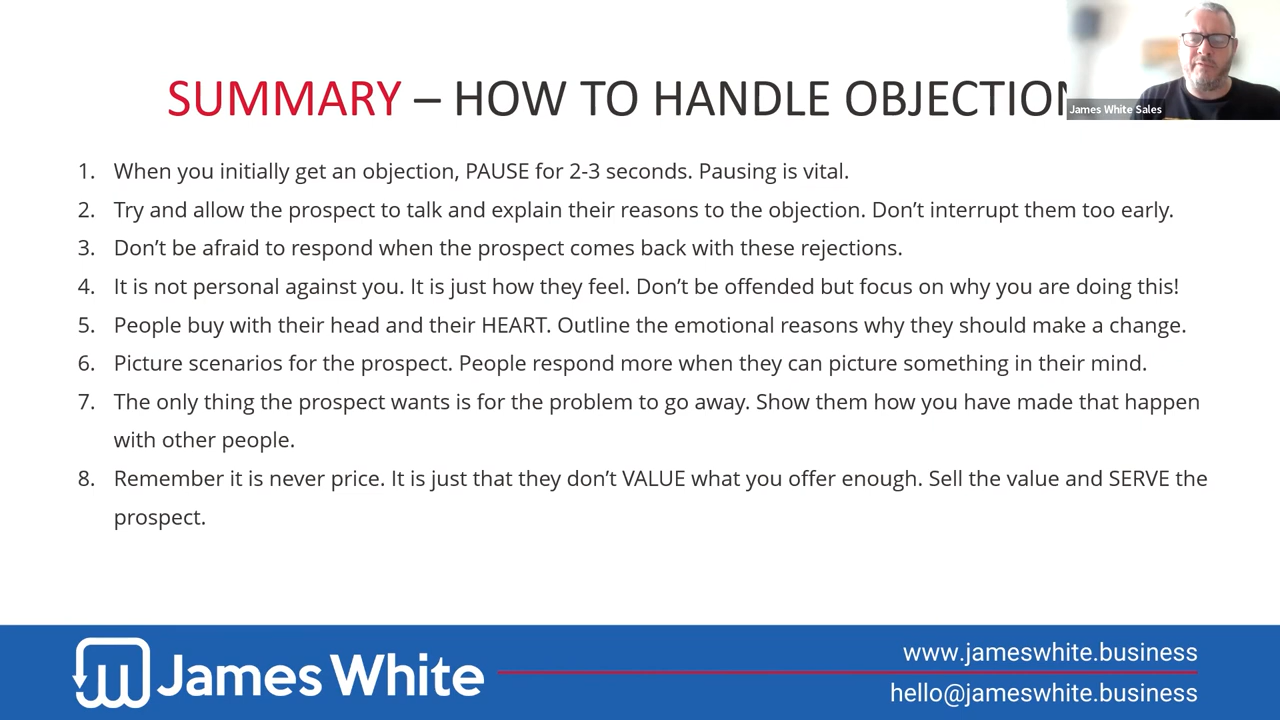 SUMMARY – HOW TO HANDLE OBJECTION
James White Sales
1. When you initially get an objection, PAUSE for 2-3 seconds. Pausing is vital.
2. Try and allow the prospect to talk and explain their reasons to the objection. Don’t interrupt them too early.
3. Don’t be afraid to respond when the prospect comes back with these rejections.
4. It is not personal against you. It is just how they feel. Don’t be offended but focus on why you are doing this!
5. People buy with their head and their HEART. Outline the emotional reasons why they should make a change.
6. Picture scenarios for the prospect. People respond more when they can picture something in their mind.
7. The only thing the prospect wants is for the problem to go away. Show them how you have made that happen
with other people.
8. Remember it is never price. It is just that they don’t VALUE what you offer enough. Sell the value and SERVE the
prospect.
James White
www.jameswhite.business
hello@jameswhite.business